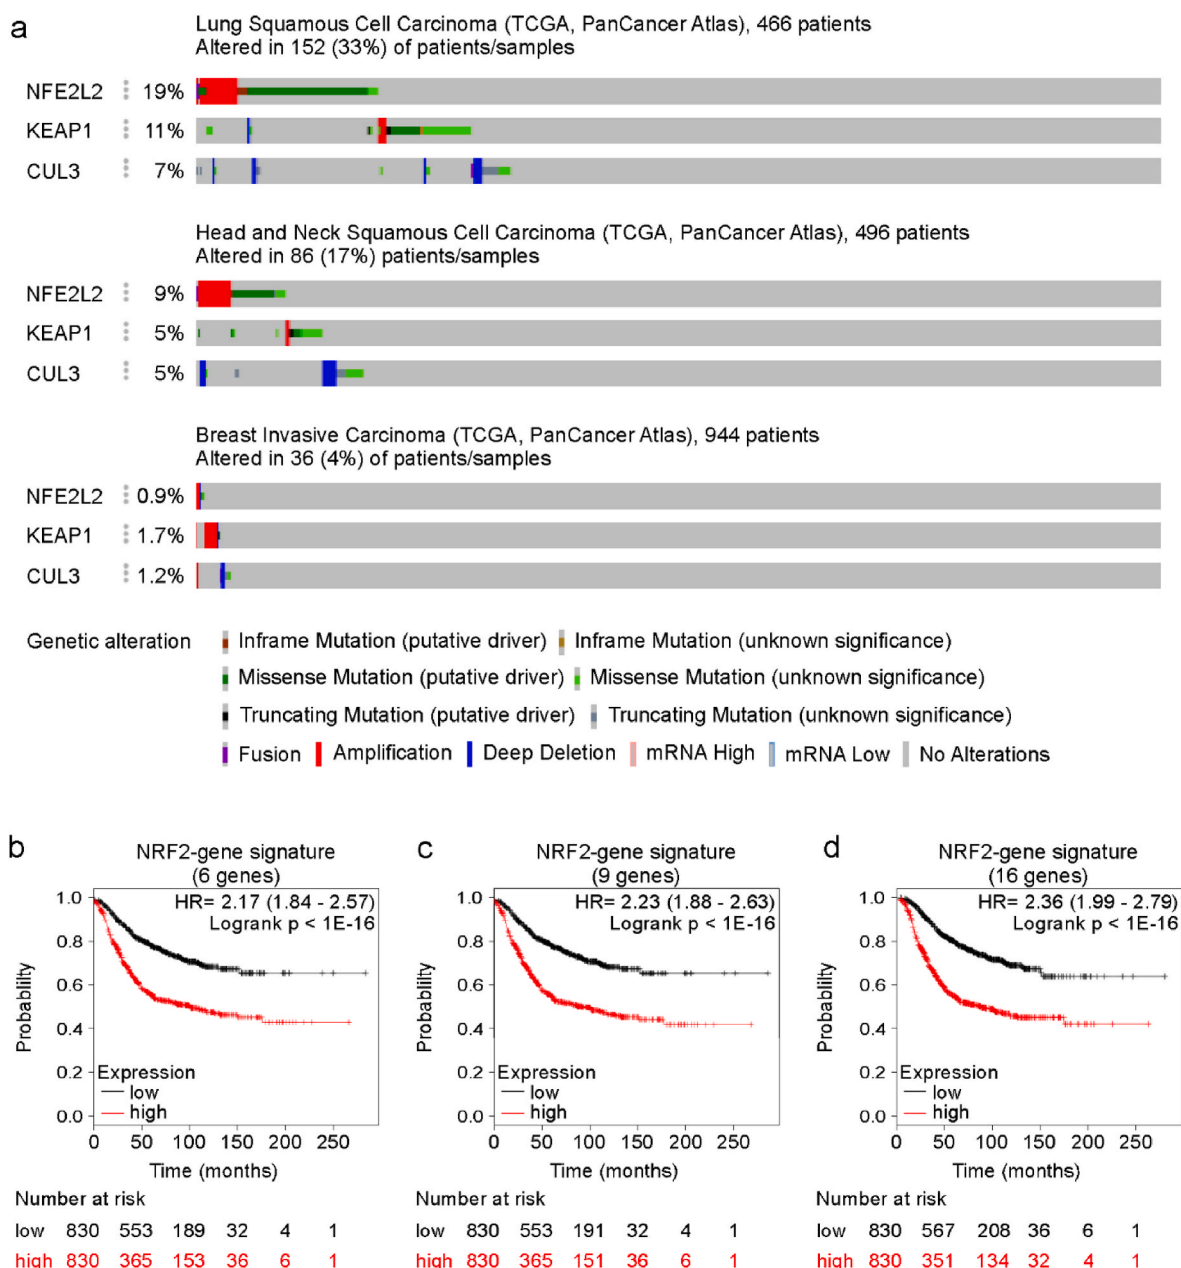 a
Lung Squamous Cell Carcinoma (TCGA, PanCancer Atlas), 466 patients
Altered in 152 (33%) of patients/samples
NFE2L2 19%
KEAP1 11%
CUL3 7%
Head and Neck Squamous Cell Carcinoma (TCGA, PanCancer Atlas), 496 patients
Altered in 86 (17%) patients/samples
NFE2L2 9%
KEAP1 5%
CUL3 5%
Breast Invasive Carcinoma (TCGA, PanCancer Atlas), 944 patients
Altered in 36 (4%) of patients/samples
NFE2L2 0.9%
KEAP1 1.7%
CUL3 1.2%
Genetic alteration Inframe Mutation (putative driver) Inframe Mutation (unknown significance)
Missense Mutation (putative driver) Missense Mutation (unknown significance)
Truncating Mutation (putative driver) Truncating Mutation (unknown significance)
Fusion Amplification Deep Deletion mRNA High mRNA Low No Alterations
b
NRF2-gene signature
(6 genes)
HR= 2.17 (1.84 - 2.57)
Logrank p < 1E-16
Probablilty
1.0
0.8
0.6
0.4
0.2
0.0
Expression
low
high
0 50 100 150 200 250
Time (months)
Number at risk
low 830 553 189 32 4 1
high 830 365 153 36 6 1
c
NRF2-gene signature
(9 genes)
HR= 2.23 (1.88 - 2.63)
Logrank p < 1E-16
Probablilty
1.0
0.8
0.6
0.4
0.2
0.0
Expression
low
high
0 50 100 150 200 250
Time (months)
Number at risk
low 830 553 191 32 4 1
high 830 365 151 36 6 1
d
NRF2-gene signature
(16 genes)
HR= 2.36 (1.99 - 2.79)
Logrank p < 1E-16
Probablilty
1.0
0.8
0.6
0.4
0.2
0.0
Expression
low
high
0 50 100 150 200 250
Time (months)
Number at risk
low 830 567 208 36 6 1
high 830 351 134 32 4 1